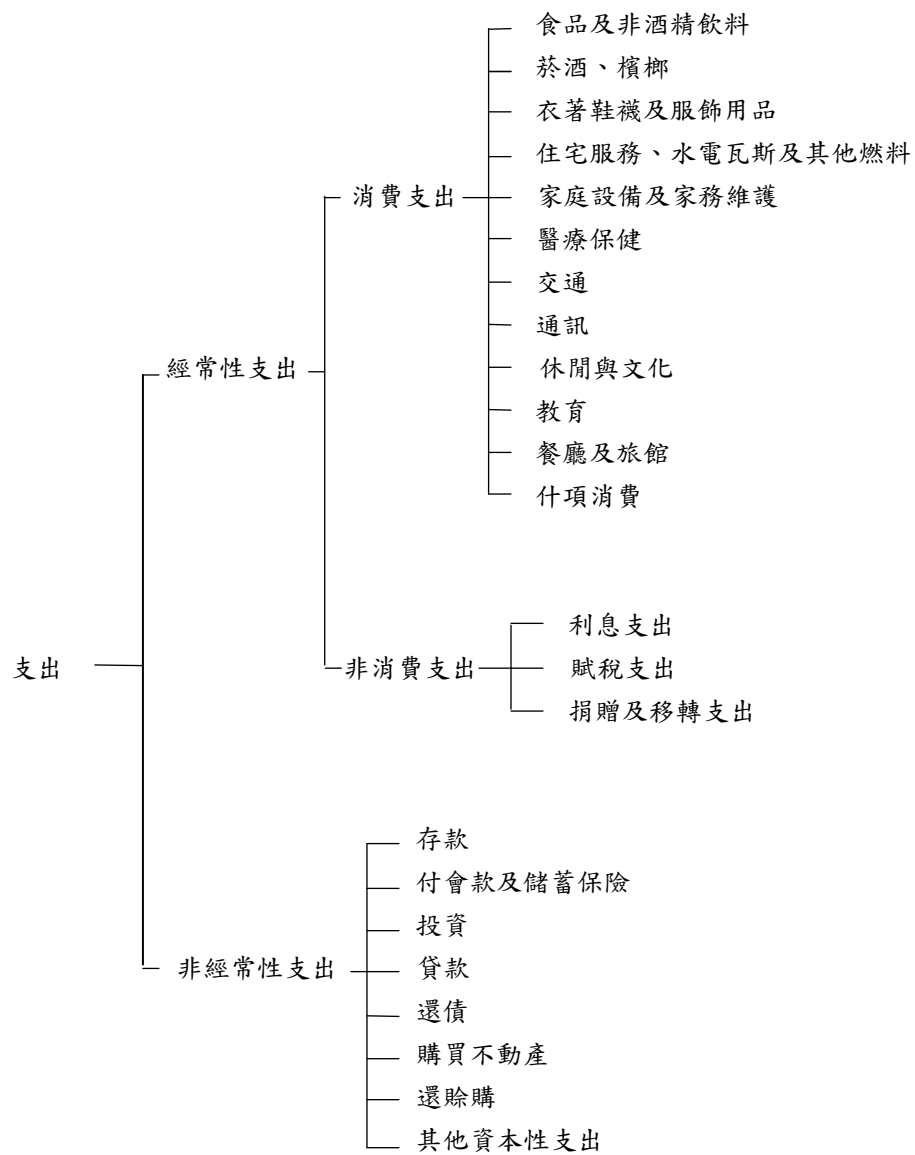 食品及非酒精飲料
菸酒、檳榔
衣著鞋襪及服飾用品
住宅服務、水電瓦斯及其他燃料
消費支出
家庭設備及家務維護
醫療保健
交通
通訊
經常性支出
休閒與文化
教育
餐廳及旅館
什項消費
利息支出
支出
非消費支出
賦稅支出
捐贈及移轉支出
存款
付會款及儲蓄保險
投資
非經常性支出
貸款
還債
購買不動產
還賒購
其他資本性支出